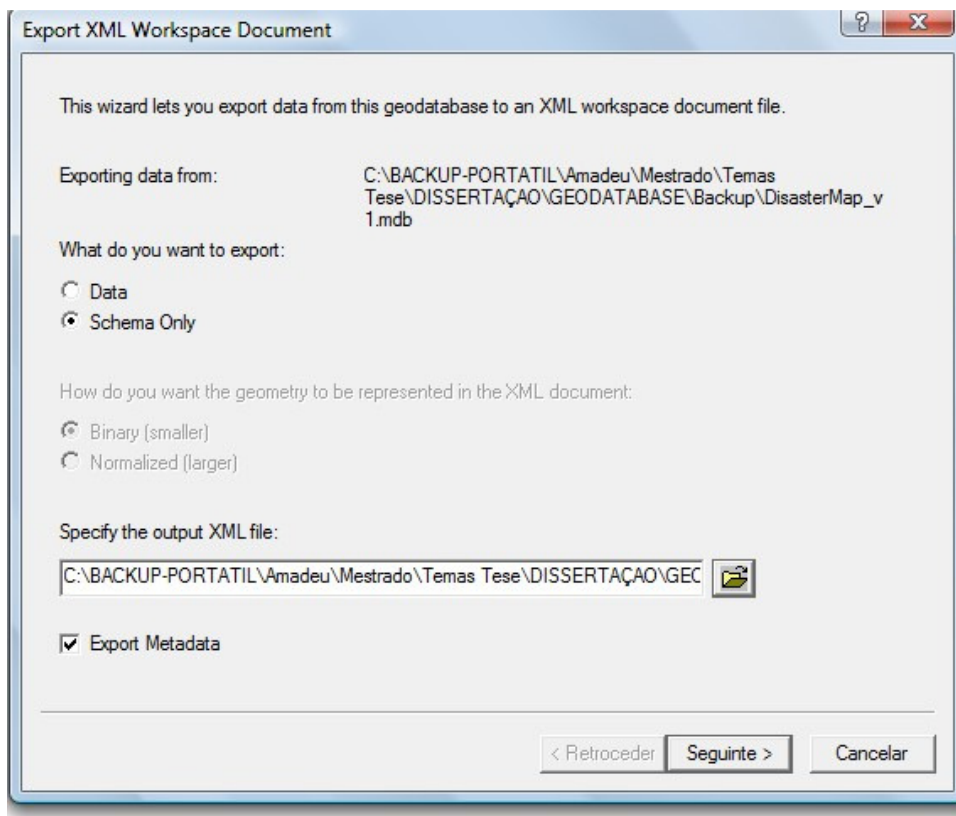 Export XML Workspace Document
This wizard lets you export data from this geodatabase to an XML workspace document file.
Exporting data from:
C:\BACKUP-PORTATIL\Amadeu\Mestrado\Temas
Tese\DISSERTAÇAO\GEODATABASE\Backup\DisasterMap_v
1.mdb
What do you want to export:
Data
Schema Only
How do you want the geometry to be represented in the XML document:
Binary (smaller)
Normalized (larger)
Specify the output XML file:
C:\BACKUP-PORTATIL\Amadeu\Mestrado\Temas Tese\DISSERTAÇAO\GEO
Export Metadata
< Retroceder
Seguinte >
Cancelar